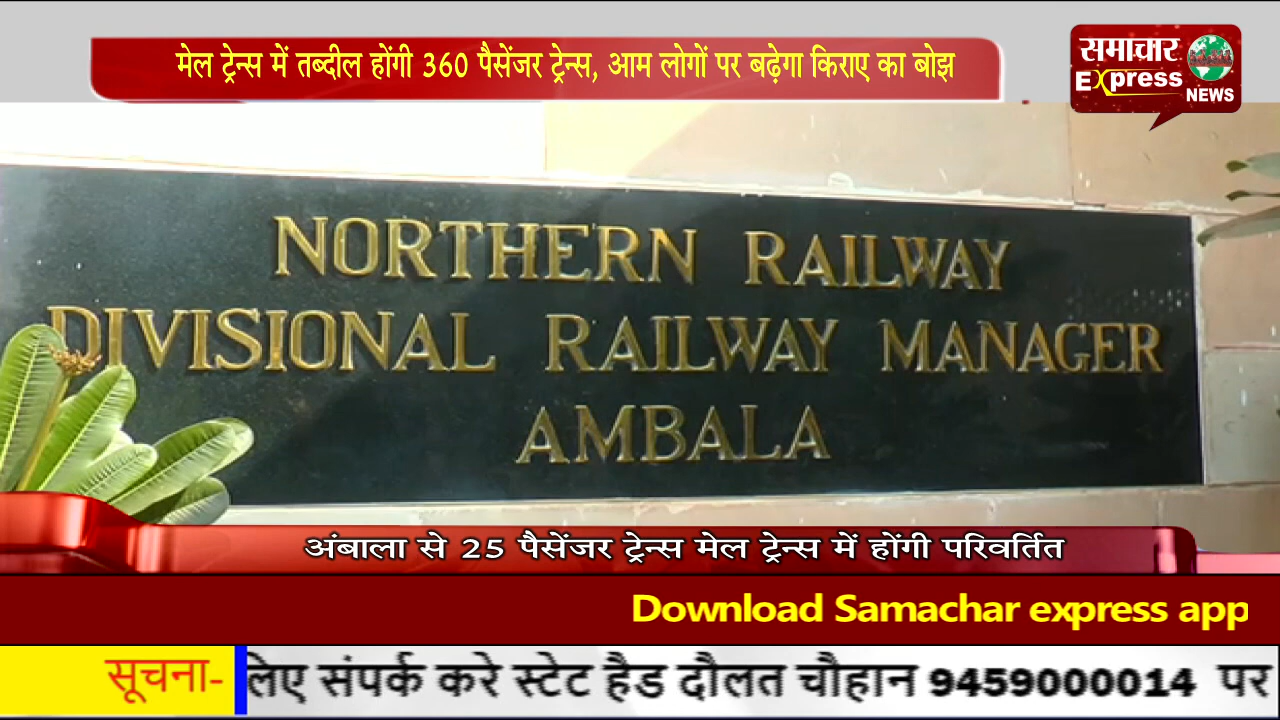 मेल ट्रेन्स में तब्दील होंगी 360 पैसेंजर ट्रेन्स, आम लोगों पर बढ़ेगा किराए का बोझ
समाचार
Express
NEWS
NORTHERN RAILWAY
DIVISIONAL RAILWAY MANAGER
AMBALA
अंबाला से 25 पैसेंजर ट्रेन्स मेल ट्रेन्स में होंगी परिवर्तित
Download Samachar express app
सूचना- लिए संपर्क करे स्टेट हैड दौलत चौहान 9459000014 पर